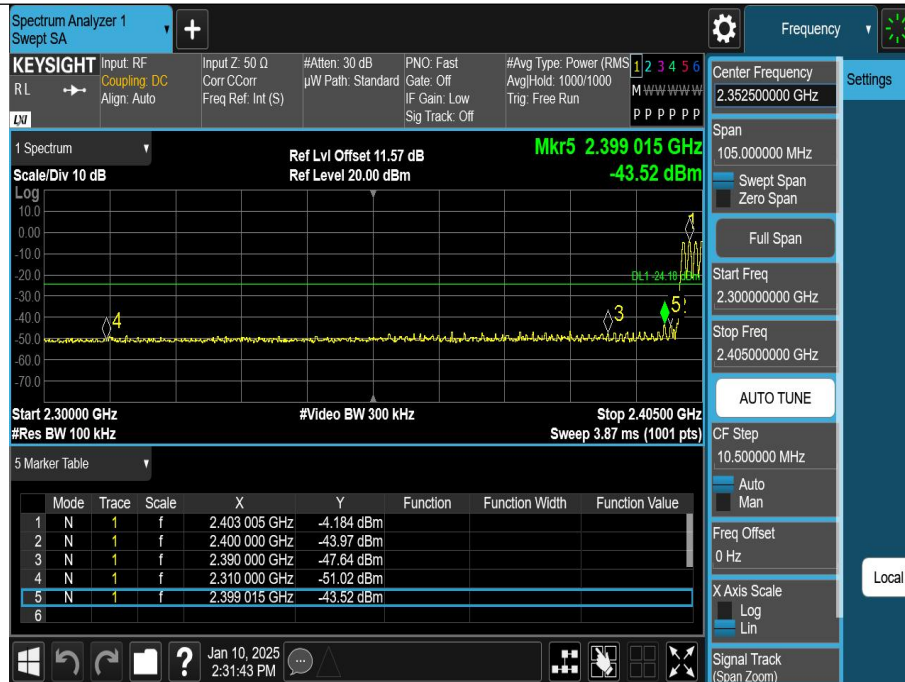 Spectrum Analyzer 1
Swept SA
+
Frequency
KEYSIGHT
RL
LXI
Input: RF
Coupling: DC
Align: Auto
Input Z: 50 Ω
Corr CCorr
Freq Ref: Int (S)
#Atten: 30 dB
µW Path: Standard
PNO: Fast
Gate: Off
IF Gain: Low
Sig Track: Off
#Avg Type: Power (RMS
Avg|Hold: 1000/1000
Trig: Free Run
1 2 3 4 5 6
M W W W W W
P P P P P P
1 Spectrum
Scale/Div 10 dB
Ref Lvl Offset 11.57 dB
Ref Level 20.00 dBm
Mkr5 2.399 015 GHz
-43.52 dBm
Log
10.0
0.00
-10.0
-20.0
-30.0
-40.0
-50.0
-60.0
-70.0
DL1 -24.18 dBm
1
4
3
5
Start 2.30000 GHz
#Video BW 300 kHz
Stop 2.40500 GHz
#Res BW 100 kHz
Sweep 3.87 ms (1001 pts)
5 Marker Table
Mode Trace Scale X Y Function Function Width Function Value
1 N 1 f 2.403 005 GHz -4.184 dBm
2 N 1 f 2.400 000 GHz -43.97 dBm
3 N 1 f 2.390 000 GHz -47.64 dBm
4 N 1 f 2.310 000 GHz -51.02 dBm
5 N 1 f 2.399 015 GHz -43.52 dBm
6
?
Jan 10, 2025
2:31:43 PM
Center Frequency
2.352500000 GHz
Span
105.000000 MHz
Swept Span
Zero Span
Full Span
Start Freq
2.300000000 GHz
Stop Freq
2.405000000 GHz
AUTO TUNE
CF Step
10.500000 MHz
Auto
Man
Freq Offset
0 Hz
X Axis Scale
Log
Lin
Signal Track
(Span Zoom)
Settings
Local